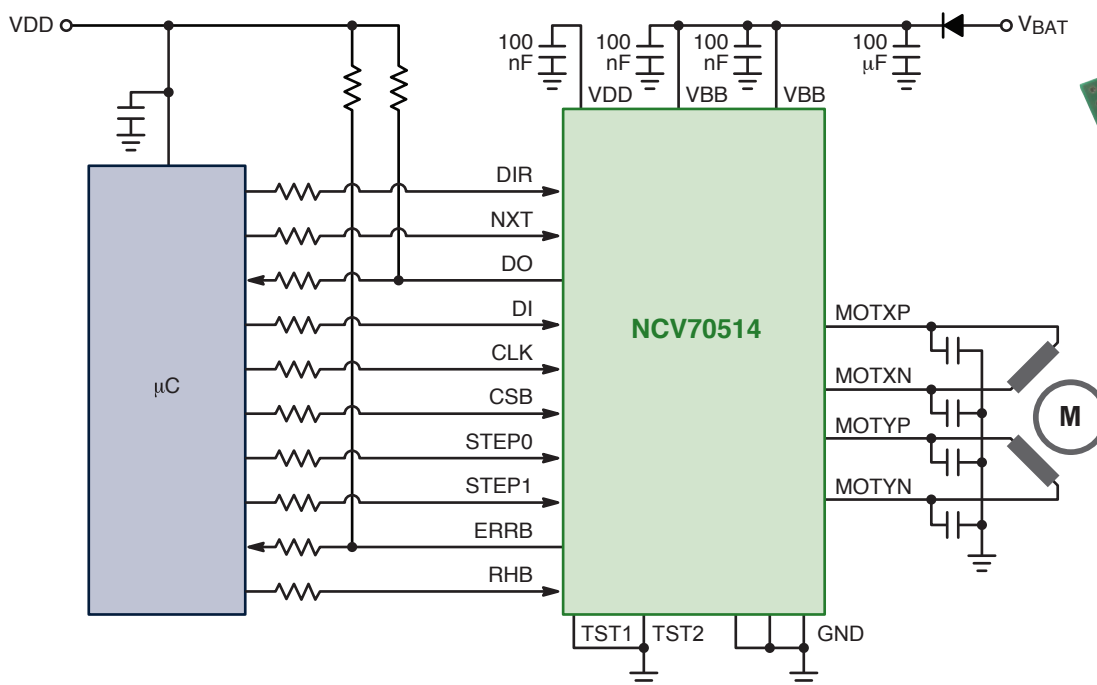 VDD
100 nF
100 nF
100 nF
100 μF
VBAT
VDD
VBB
VBB
DIR
NXT
DO
DI
CLK
CSB
STEP0
STEP1
ERRB
RHB
μC
NCV70514
MOTXP
MOTXN
MOTYP
MOTYN
M
TST1
TST2
GND